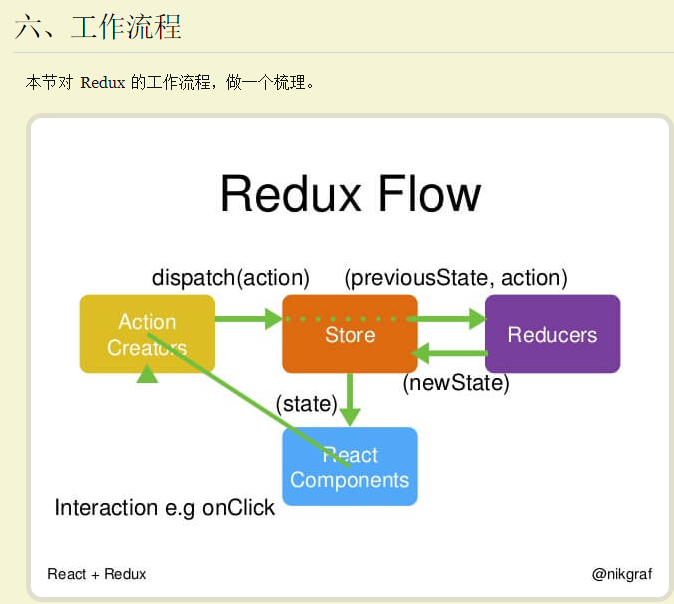 六、工作流程
本节对 Redux 的工作流程，做一个梳理。
Redux Flow
dispatch(action)
(previousState, action)
Action
Creators
Store
Reducers
(newState)
(state)
React
Components
Interaction e.g onClick
React + Redux
@nikgraf